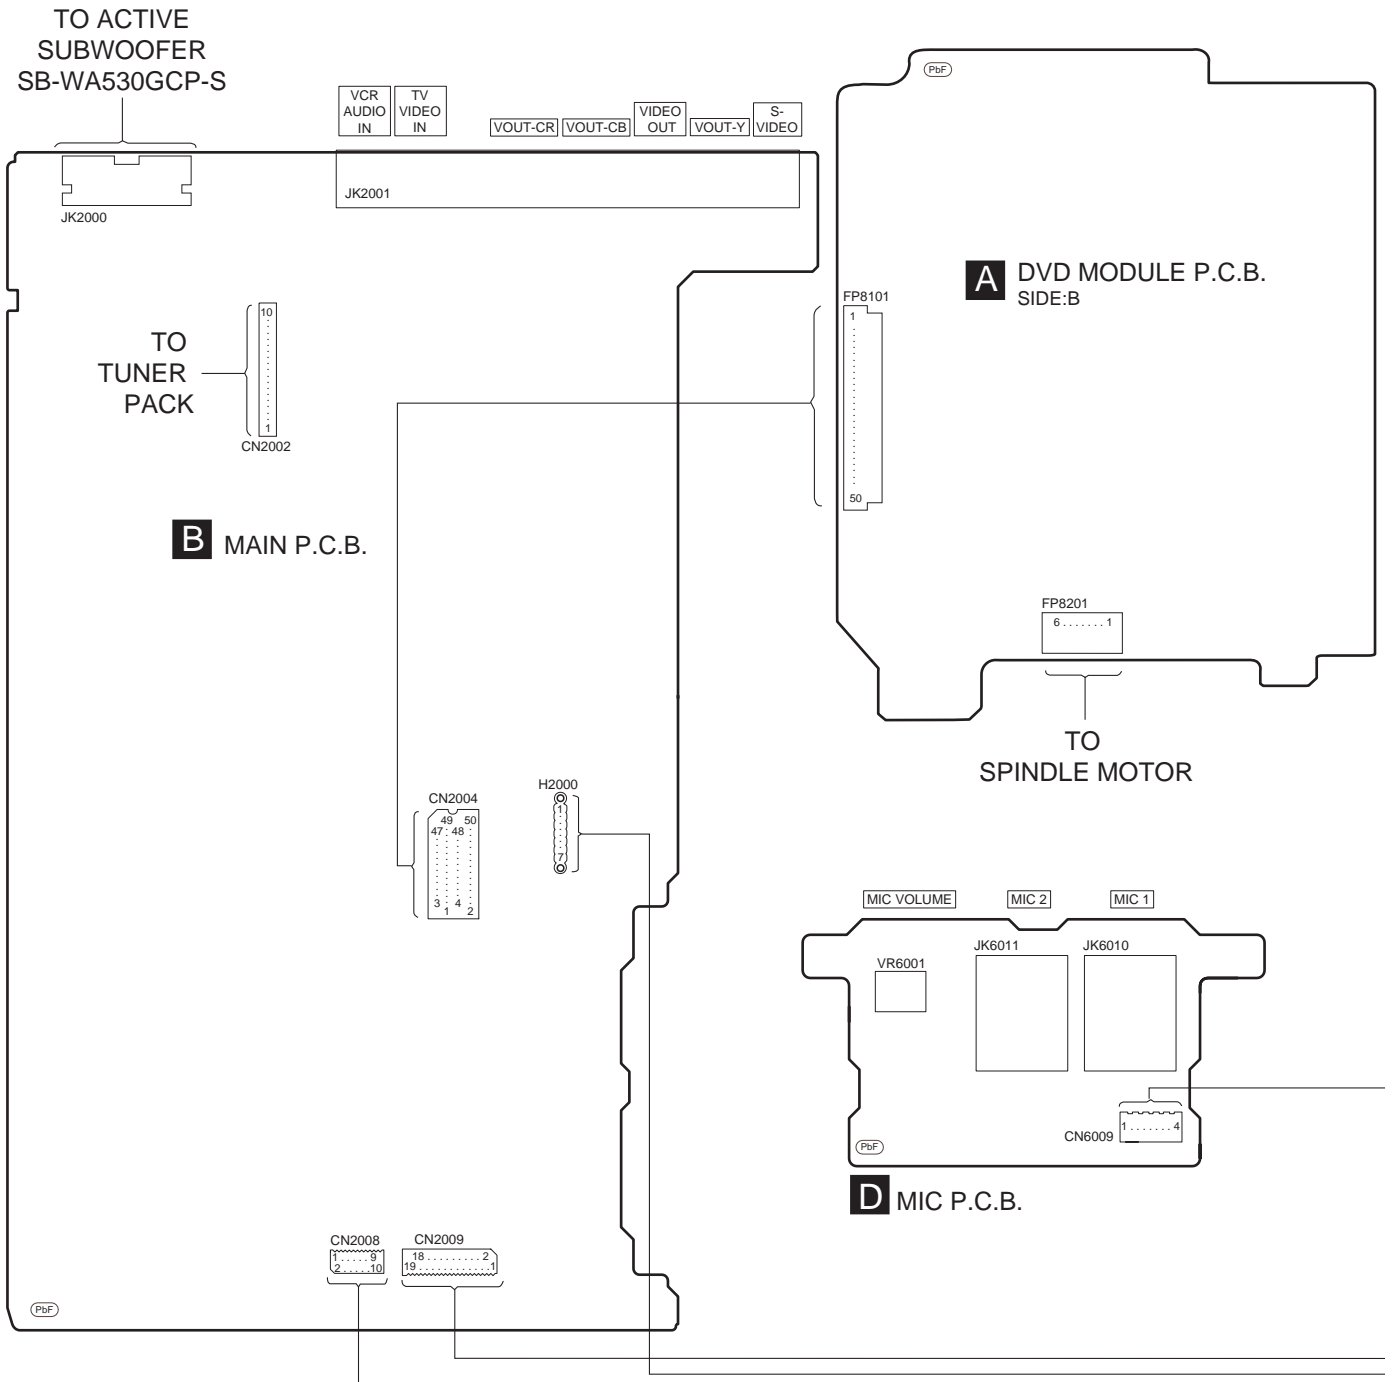 TO ACTIVE
SUBWOOFER
SB-WA530GCP-S
VCR
AUDIO
IN
TV
VIDEO
IN
VOUT-CR
VOUT-CB
VIDEO
OUT
VOUT-Y
S-
VIDEO
JK2000
JK2001
PbF
A DVD MODULE P.C.B.
SIDE:B
FP8101
1
50
10
1
TO
TUNER
PACK
CN2002
B MAIN P.C.B.
FP8201
6.......1
TO
SPINDLE MOTOR
CN2004
49 50
47 48
3 4
1 2
H2000
1
7
MIC VOLUME
MIC 2
MIC 1
VR6001
JK6011
JK6010
CN6009
1.......4
PbF
D MIC P.C.B.
CN2008
1.....9
2.....10
CN2009
18.........2
19............1
PbF